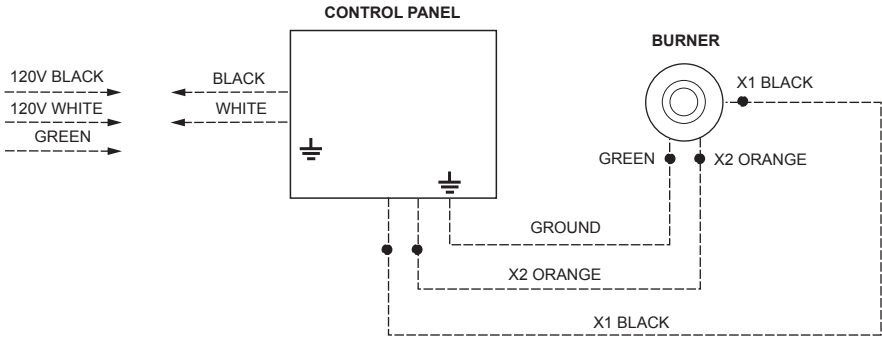 CONTROL PANEL
BURNER
120V BLACK
BLACK
X1 BLACK
120V WHITE
WHITE
GREEN
GREEN
X2 ORANGE
GROUND
X2 ORANGE
X1 BLACK